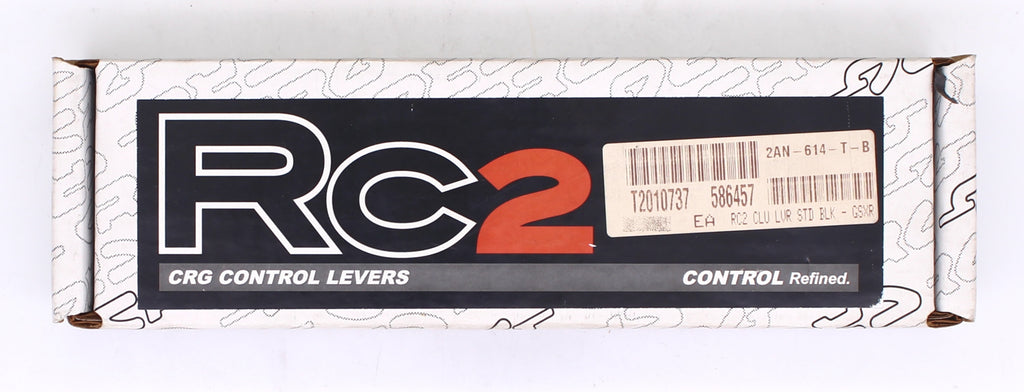 RC2
CRG CONTROL LEVERS
CONTROL Refined.
2AN-614-T-B
T2010737 586457
EA RC2 CLU LVR STD BLK - GSXR